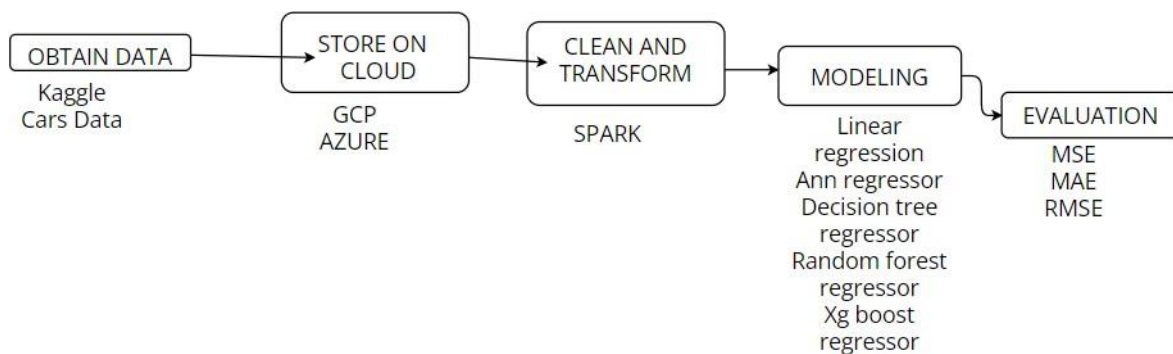 OBTAIN DATA
Kaggle
Cars Data
STORE ON
CLOUD
GCP
AZURE
CLEAN AND
TRANSFORM
SPARK
MODELING
Linear
regression
Ann regressor
Decision tree
regressor
Random forest
regressor
Xg boost
regressor
EVALUATION
MSE
MAE
RMSE